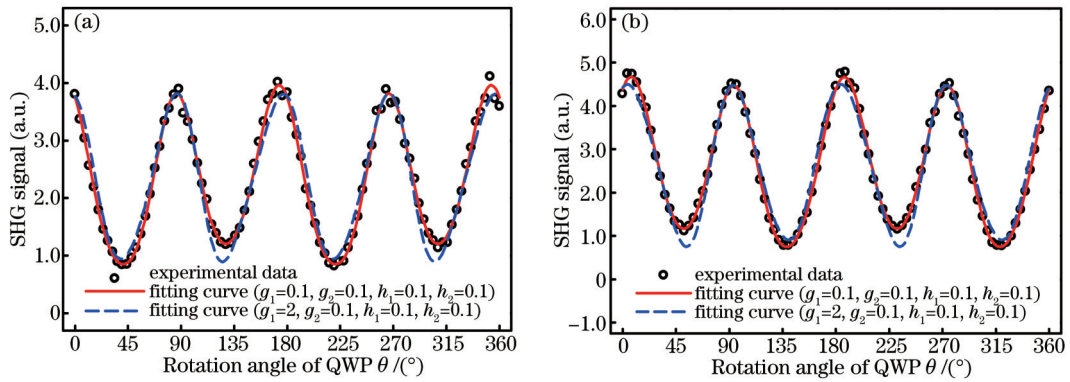 (a)
SHG signal (a.u.)
5.0
4.0
3.0
2.0
1.0
0
experimental data
fitting curve (g₁=0.1, g₂=0.1, h₁=0.1, h₂=0.1)
fitting curve (g₁=2, g₂=0.1, h₁=0.1, h₂=0.1)
0 45 90 135 180 225 270 315 360
Rotation angle of QWP θ /(°)
(b)
SHG signal (a.u.)
6.0
5.0
4.0
3.0
2.0
1.0
0
−1.0
experimental data
fitting curve (g₁=0.1, g₂=0.1, h₁=0.1, h₂=0.1)
fitting curve (g₁=2, g₂=0.1, h₁=0.1, h₂=0.1)
0 45 90 135 180 225 270 315 360
Rotation angle of QWP θ /(°)